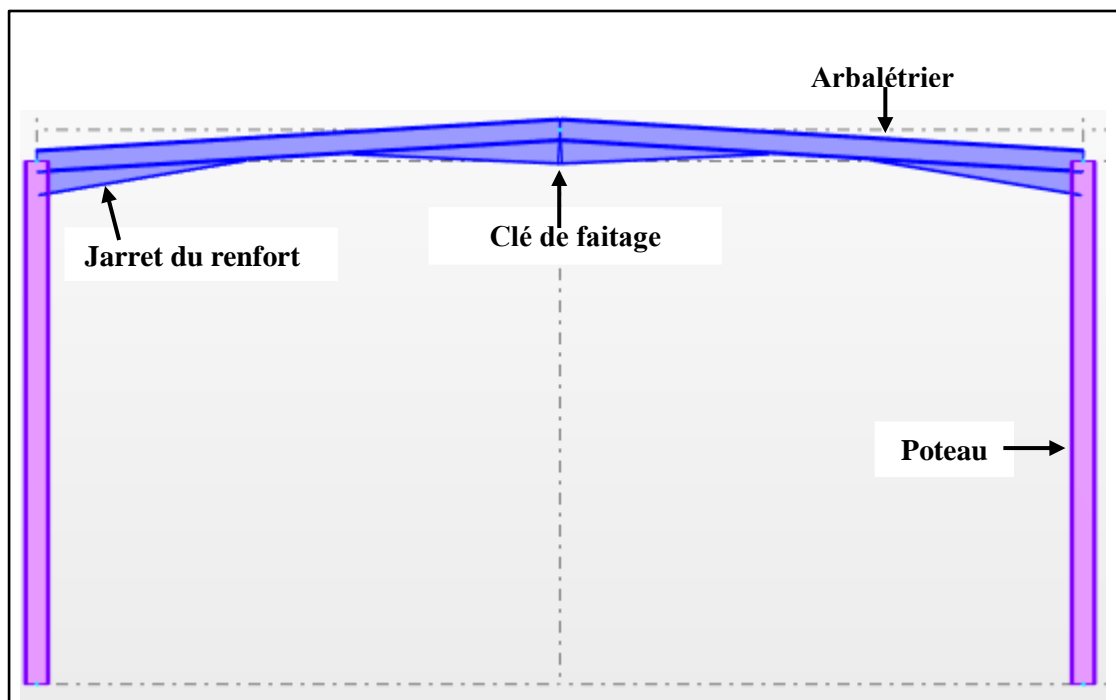 Arbalétrier
Jarret du renfort
Clé de faitage
Poteau